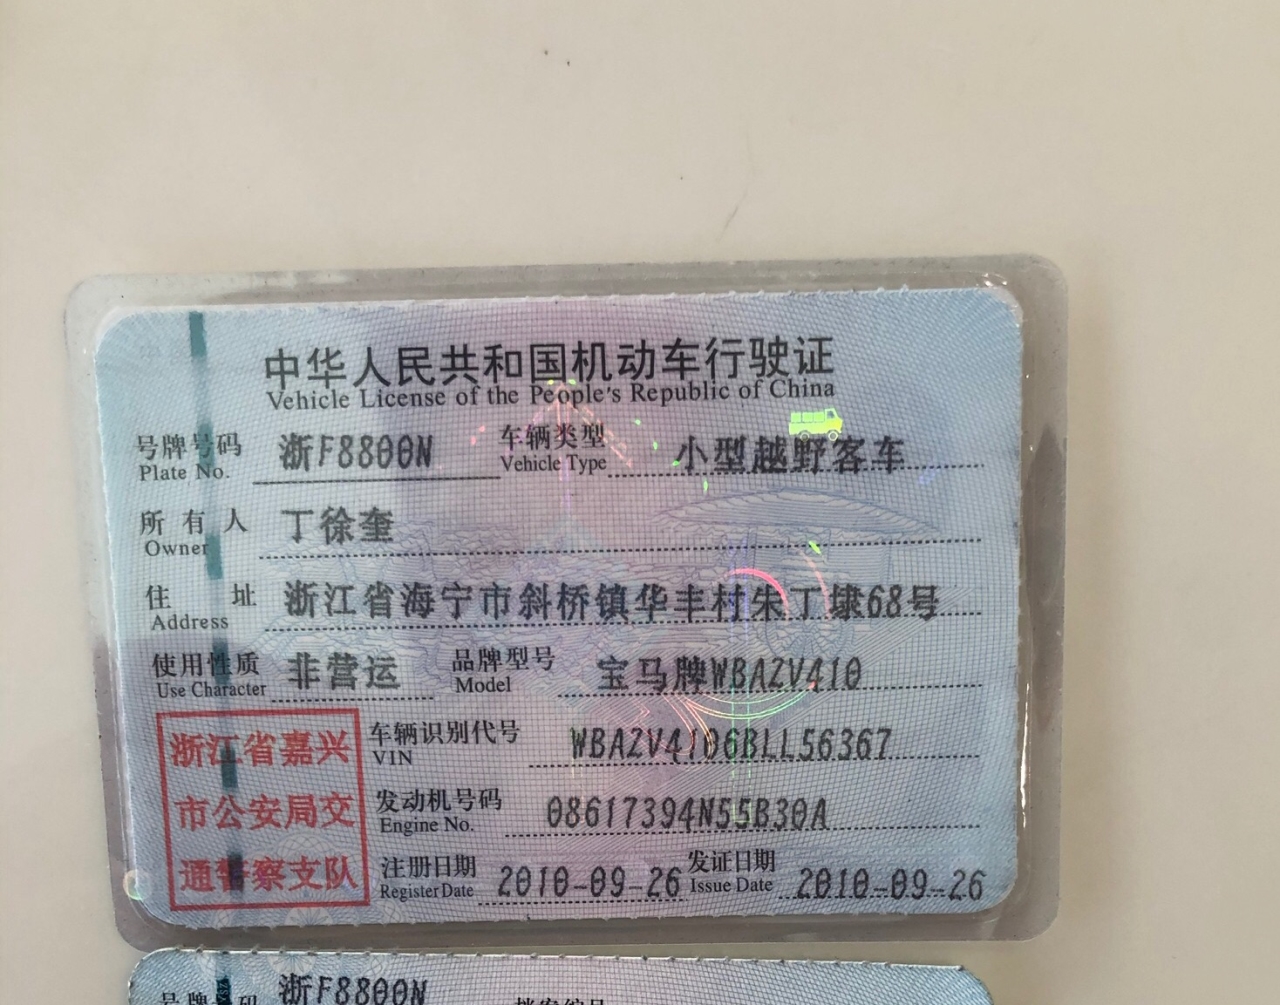 中华人民共和国机动车行驶证
Vehicle License of the People's Republic of China
号牌号码 浙F8800N 车辆类型 小型越野客车
Plate No. Vehicle Type
所有人 丁徐奎
Owner
住址 浙江省海宁市斜桥镇华丰村朱丁埭68号
Address
使用性质 非营运 品牌型号 宝马牌WBAZV410
Use Character Model
浙江省嘉兴
市公安局交
通警察支队
车辆识别代号 WBAZV4106BLL56367
VIN
发动机号码 08617394N55B30A
Engine No.
注册日期 2010-09-26 发证日期 2010-09-26
Register Date Issue Date
号牌号码 浙F8800N 档案编号